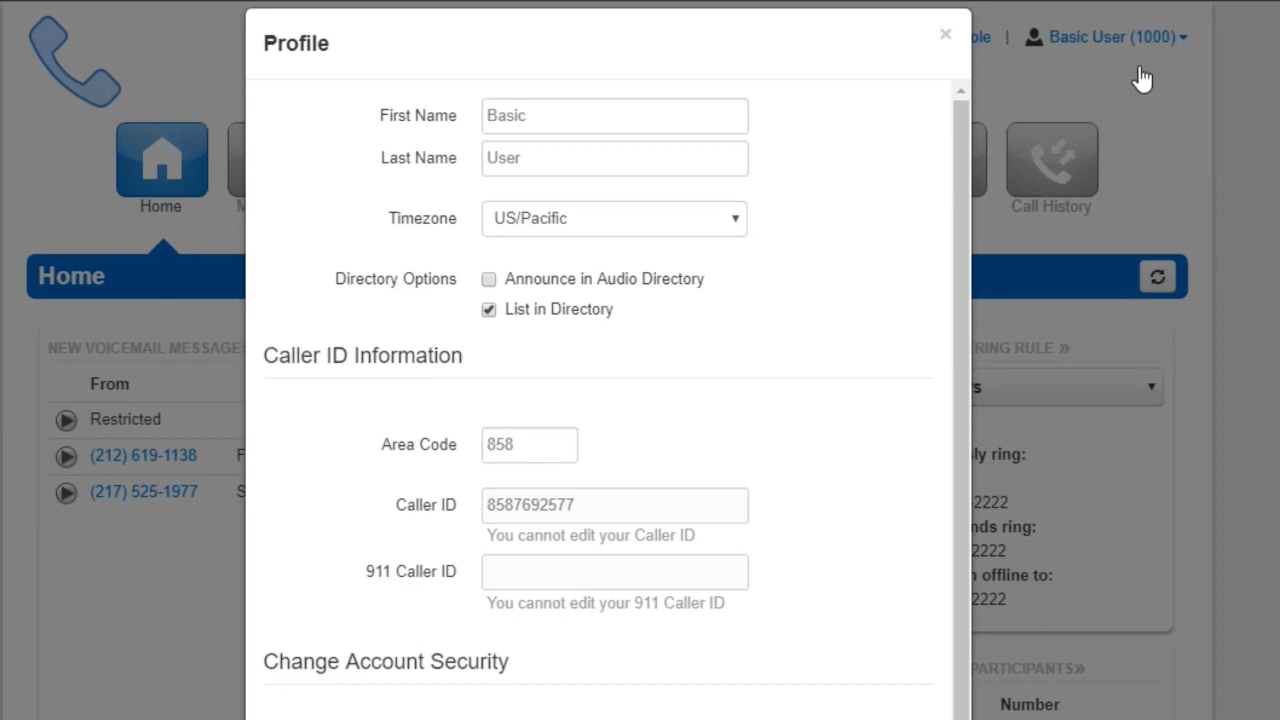 Profile
×
Basic User (1000)
First Name Basic
Last Name User
Timezone US/Pacific
Directory Options Announce in Audio Directory
List in Directory
Caller ID Information
Area Code 858
Caller ID 8587692577
You cannot edit your Caller ID
911 Caller ID
You cannot edit your 911 Caller ID
Change Account Security
Home
Call History
Home
NEW VOICEMAIL MESSAGE
From
Restricted
(212) 619-1138
(217) 525-1977
RING RULE »
ly ring:
2222
nds ring:
2222
offline to:
2222
PARTICIPANTS»
Number